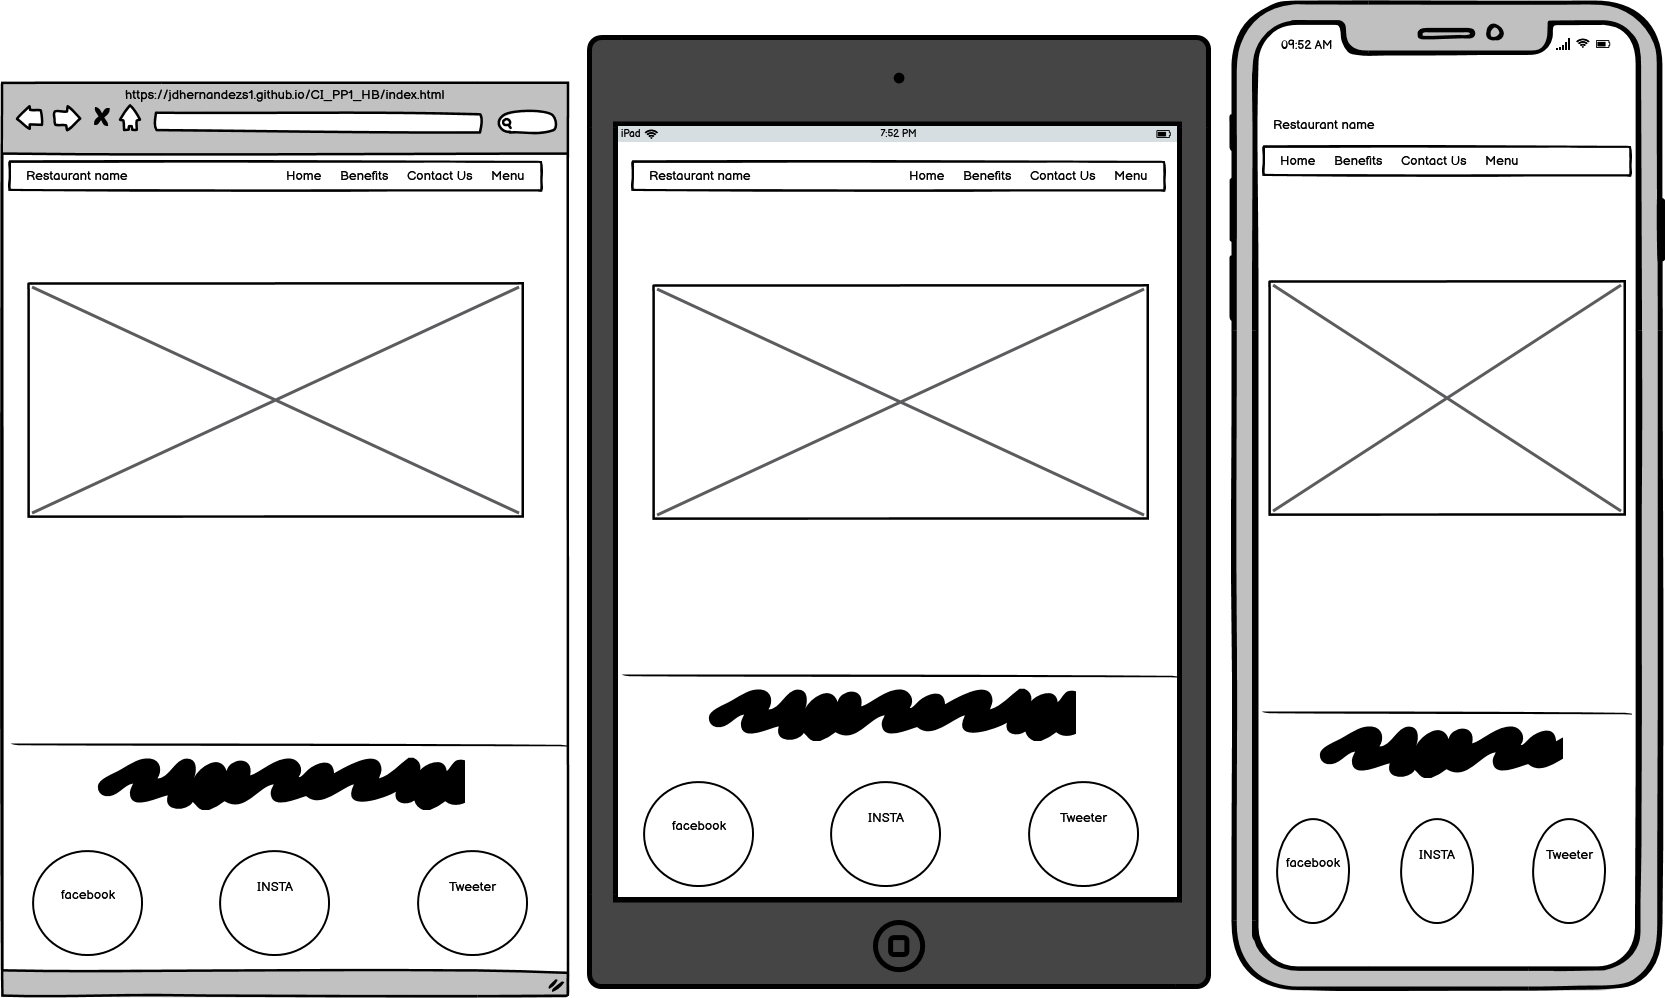 https://jdhernandezs1.github.io/CI_PP1_HB/index.html
Restaurant name Home Benefits Contact Us Menu
facebook INSTA Tweeter
iPad 7:52 PM
Restaurant name Home Benefits Contact Us Menu
facebook INSTA Tweeter
09:52 AM
Restaurant name
Home Benefits Contact Us Menu
facebook INSTA Tweeter